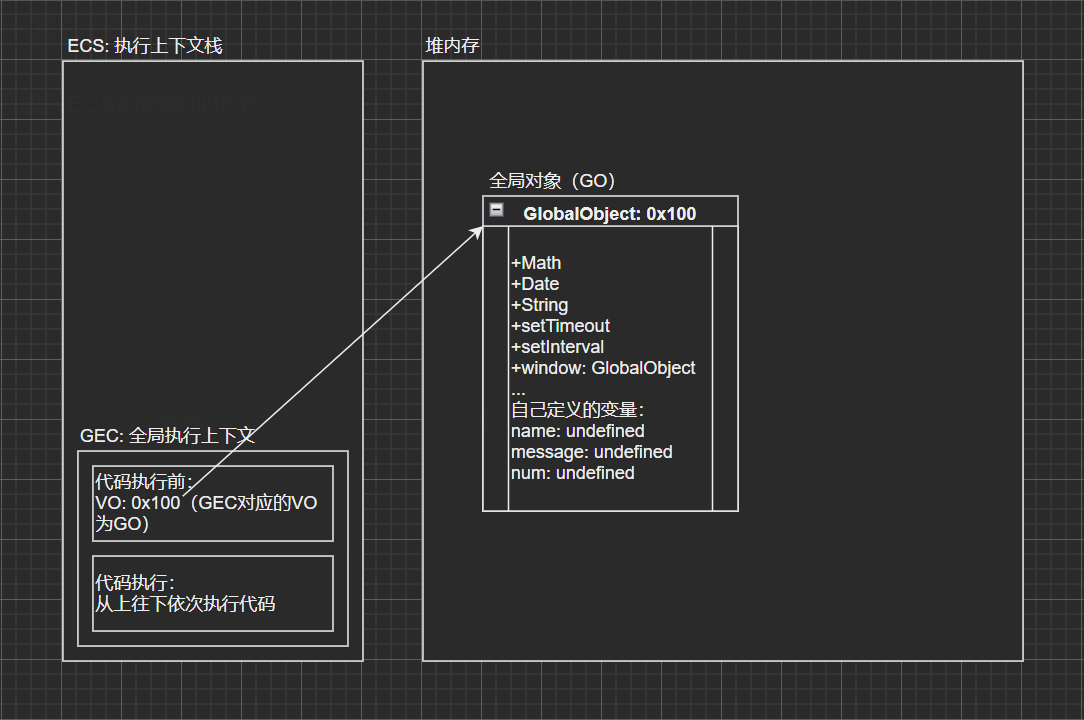 ECS: 执行上下文栈
堆内存
全局对象（GO）
GlobalObject: 0x100
+Math
+Date
+String
+setTimeout
+setInterval
+window: GlobalObject
...
自己定义的变量：
name: undefined
message: undefined
num: undefined
GEC: 全局执行上下文
代码执行前：
VO: 0x100（GEC对应的VO
为GO）
代码执行：
从上往下依次执行代码